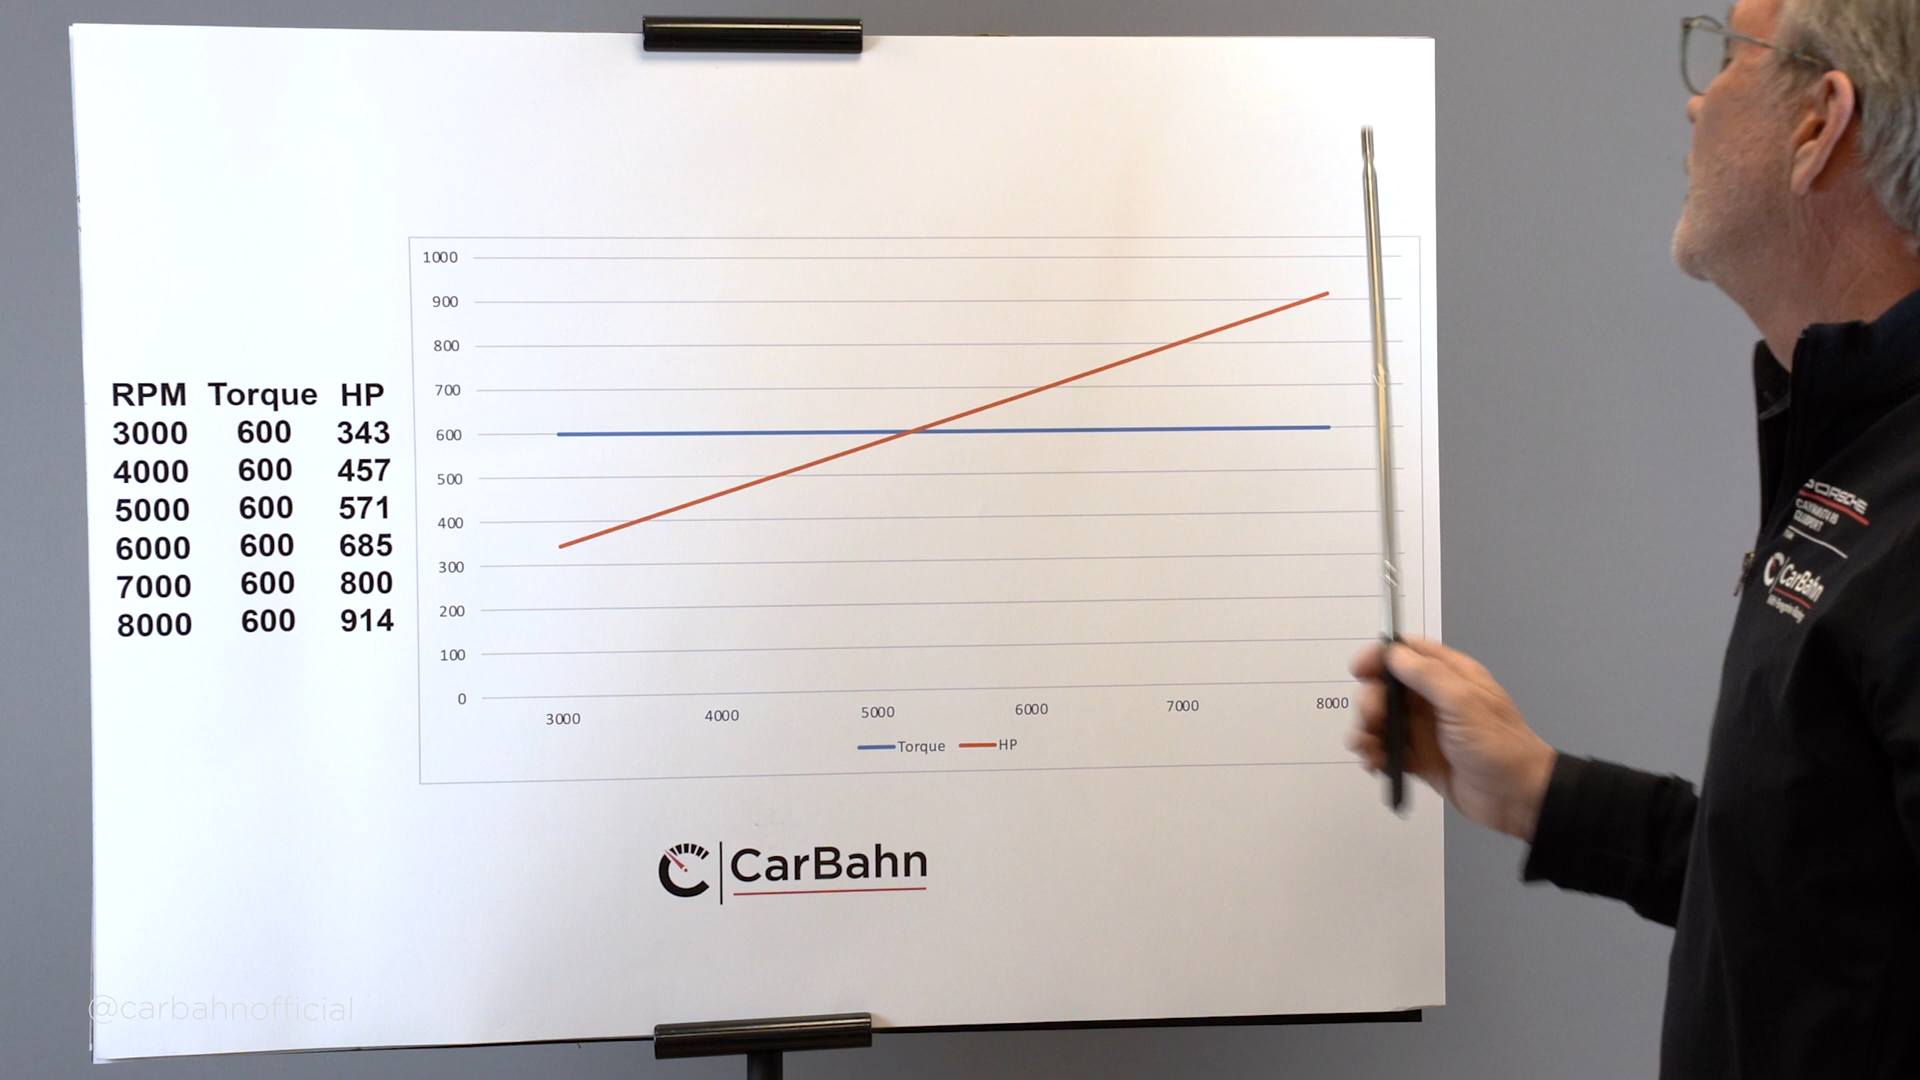 RPM Torque HP
3000 600 343
4000 600 457
5000 600 571
6000 600 685
7000 600 800
8000 600 914
1000
900
800
700
600
500
400
300
200
100
0
3000 4000 5000 6000 7000 8000
Torque HP
CarBahn
@carbahnofficial
PORSCHE
CarBahn